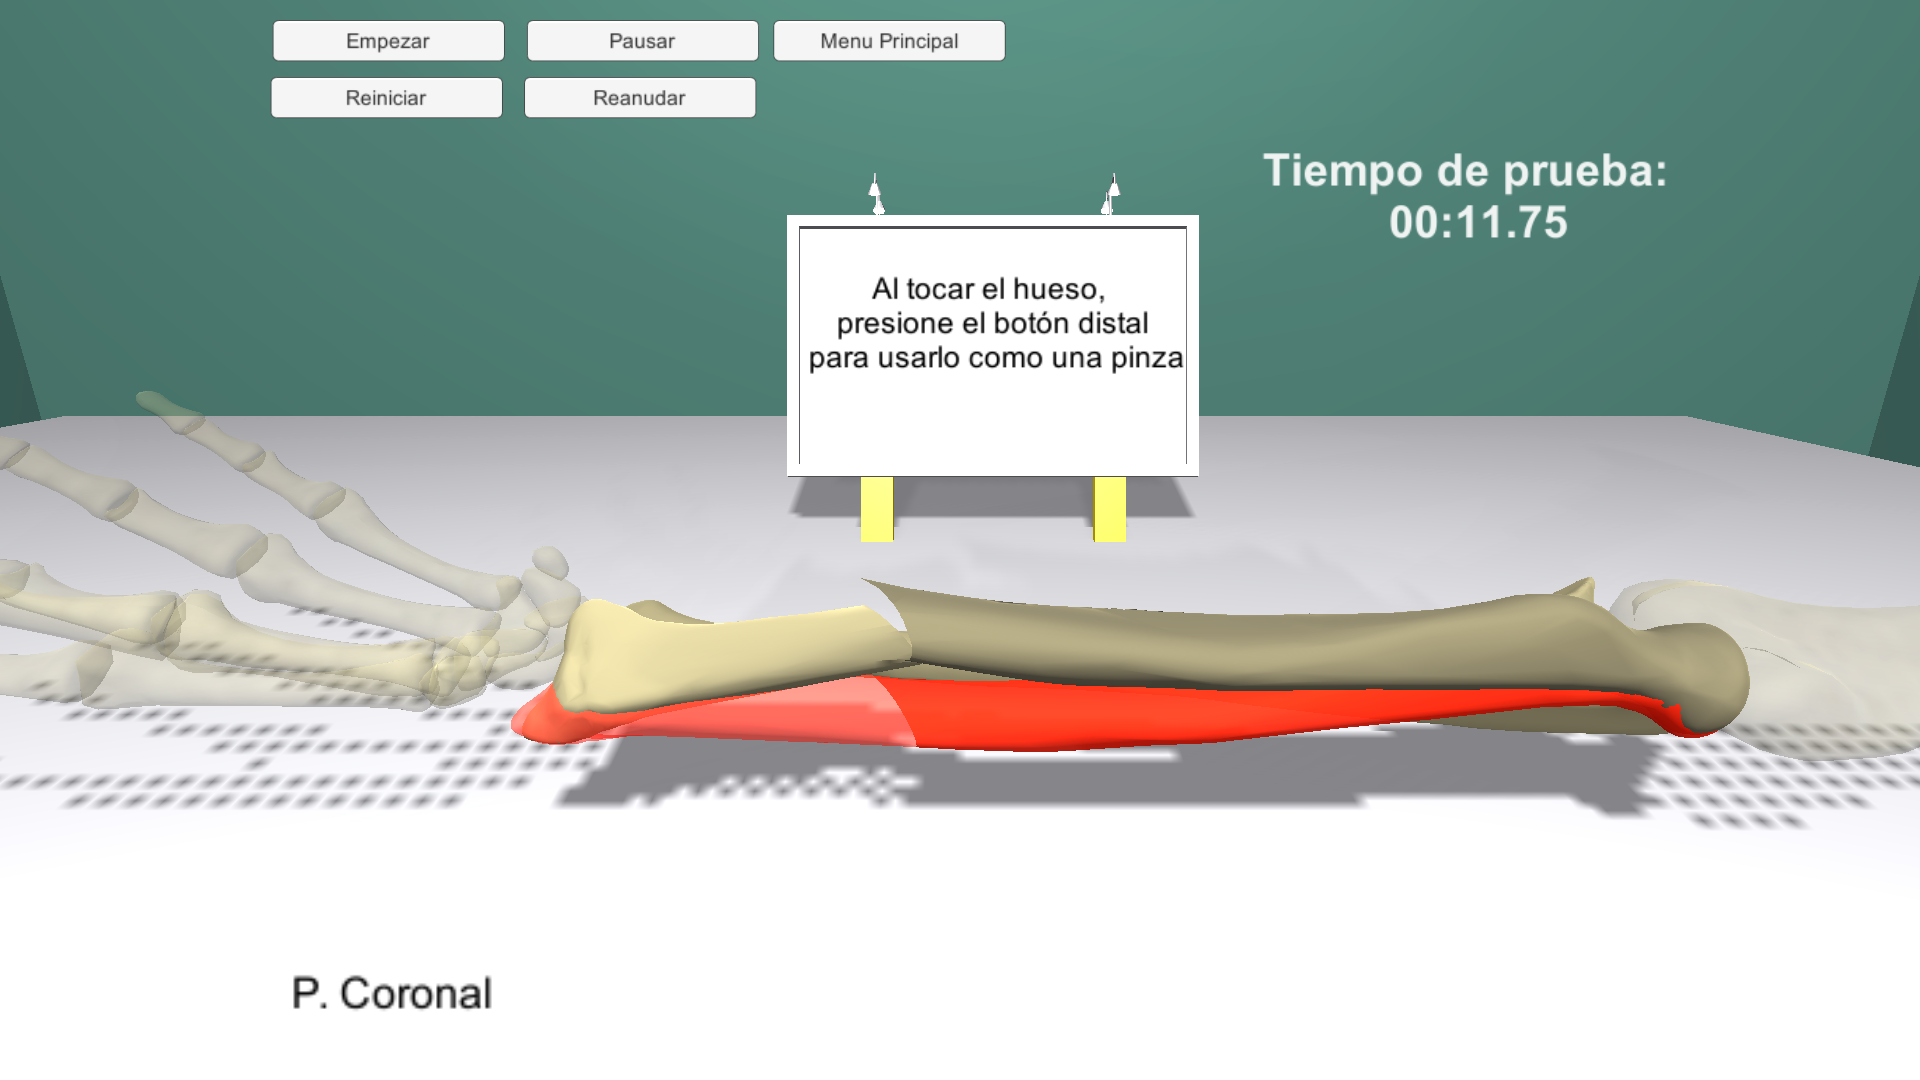 Empezar
Pausar
Menu Principal
Reiniciar
Reanudar
Tiempo de prueba:
00:11.75
Al tocar el hueso,
presione el botón distal
para usarlo como una pinza
P. Coronal